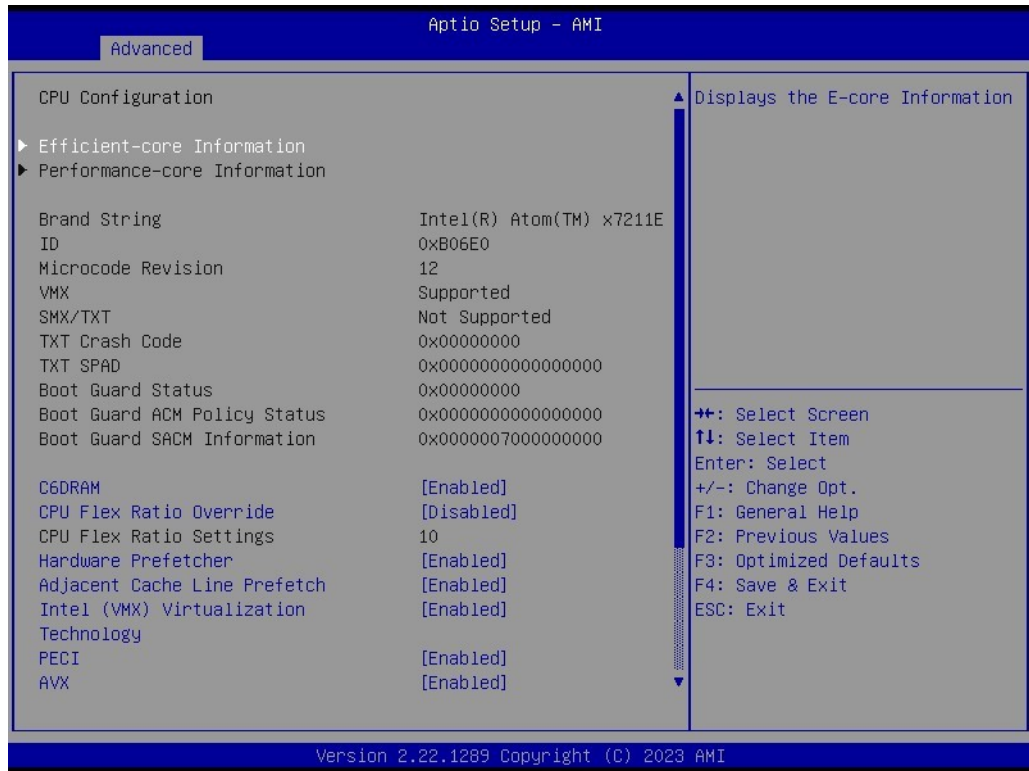 Aptio Setup – AMI
Advanced
CPU Configuration
Efficient-core Information
Performance-core Information
Brand String Intel(R) Atom(TM) x7211E
ID 0xB06E0
Microcode Revision 12
VMX Supported
SMX/TXT Not Supported
TXT Crash Code 0x00000000
TXT SPAD 0x0000000000000000
Boot Guard Status 0x00000000
Boot Guard ACM Policy Status 0x0000000000000000
Boot Guard SACM Information 0x0000007000000000
C6DRAM [Enabled]
CPU Flex Ratio Override [Disabled]
CPU Flex Ratio Settings 10
Hardware Prefetcher [Enabled]
Adjacent Cache Line Prefetch [Enabled]
Intel (VMX) Virtualization [Enabled]
Technology
PECI [Enabled]
AVX [Enabled]
Displays the E-core Information
→←: Select Screen
↑↓: Select Item
Enter: Select
+/-: Change Opt.
F1: General Help
F2: Previous Values
F3: Optimized Defaults
F4: Save & Exit
ESC: Exit
Version 2.22.1289 Copyright (C) 2023 AMI